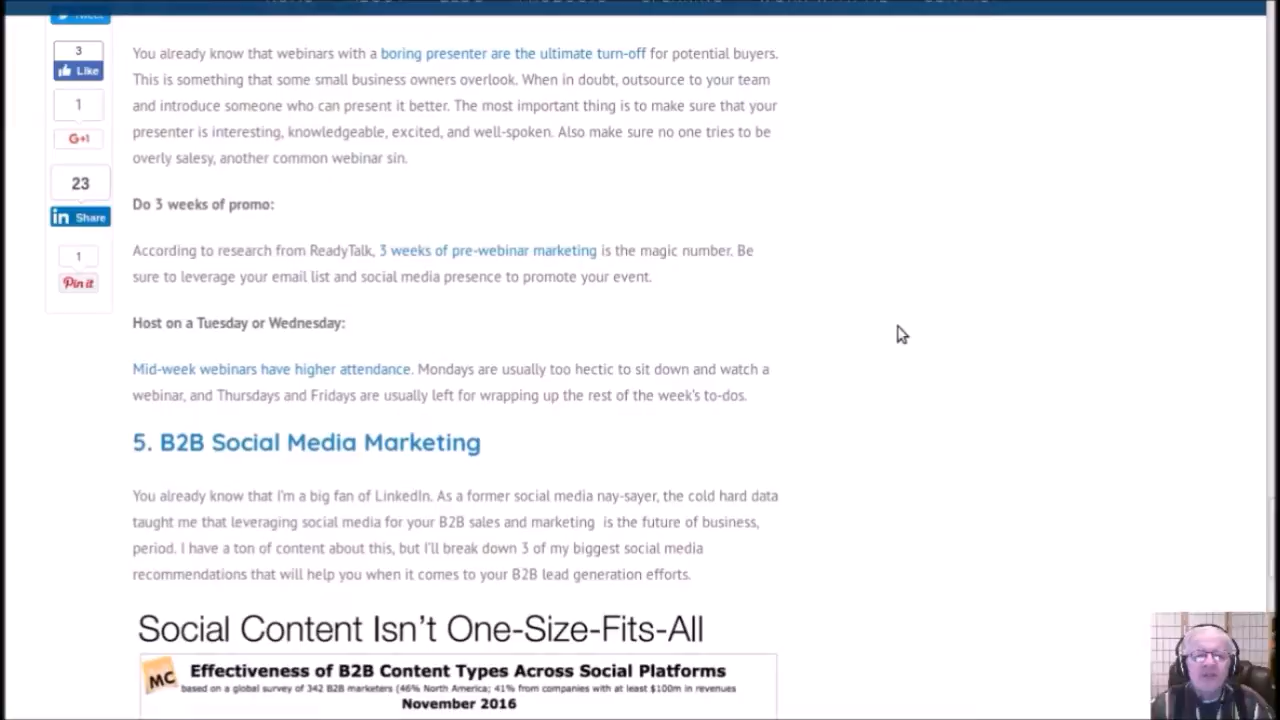 Tweet
3
Like
1
G+1
23
in Share
1
Pin it
You already know that webinars with a boring presenter are the ultimate turn-off for potential buyers.
This is something that some small business owners overlook. When in doubt, outsource to your team
and introduce someone who can present it better. The most important thing is to make sure that your
presenter is interesting, knowledgeable, excited, and well-spoken. Also make sure no one tries to be
overly salesy, another common webinar sin.
Do 3 weeks of promo:
According to research from ReadyTalk, 3 weeks of pre-webinar marketing is the magic number. Be
sure to leverage your email list and social media presence to promote your event.
Host on a Tuesday or Wednesday:
Mid-week webinars have higher attendance. Mondays are usually too hectic to sit down and watch a
webinar, and Thursdays and Fridays are usually left for wrapping up the rest of the week's to-dos.
5. B2B Social Media Marketing
You already know that I'm a big fan of LinkedIn. As a former social media nay-sayer, the cold hard data
taught me that leveraging social media for your B2B sales and marketing is the future of business,
period. I have a ton of content about this, but I'll break down 3 of my biggest social media
recommendations that will help you when it comes to your B2B lead generation efforts.
Social Content Isn't One-Size-Fits-All
MC
Effectiveness of B2B Content Types Across Social Platforms
based on a global survey of 342 B2B marketers (46% North America; 41% from companies with at least $100m in revenues
November 2016